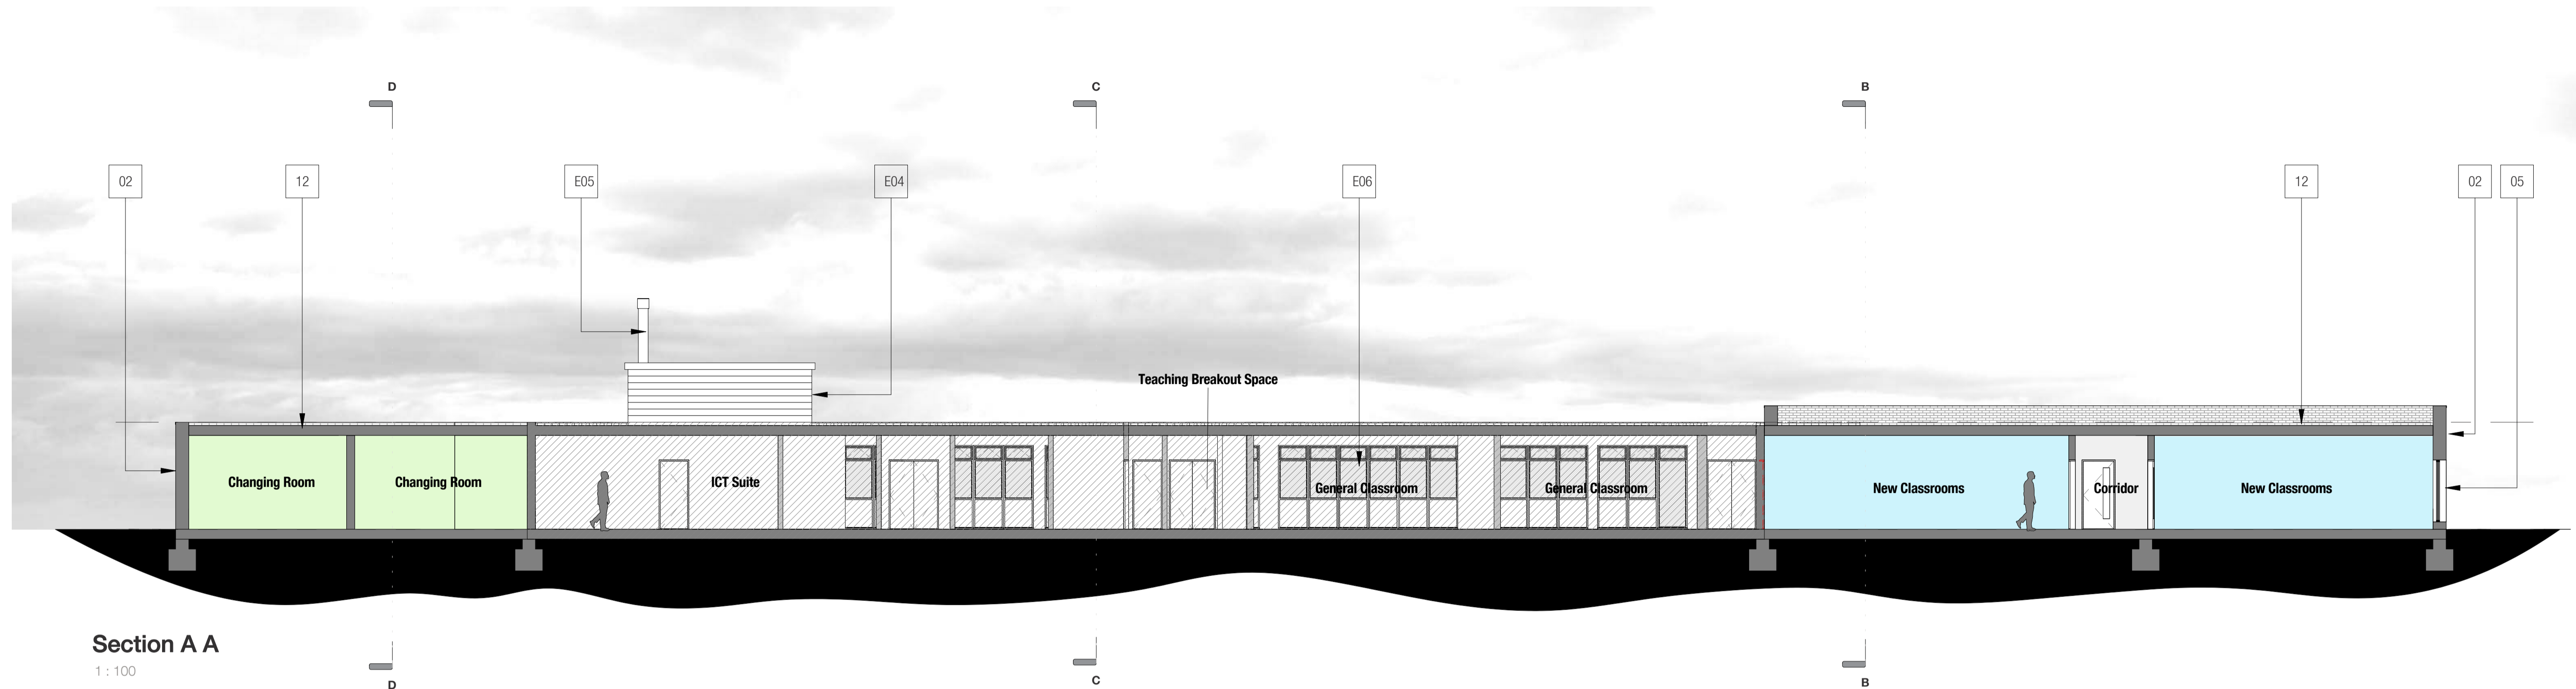 D
C
B
02
12
E05
E04
E06
12
02
05
Teaching Breakout Space
Changing Room
Changing Room
ICT Suite
General Classroom
General Classroom
New Classrooms
Corridor
New Classrooms
Section A A
1 : 100
D
C
B